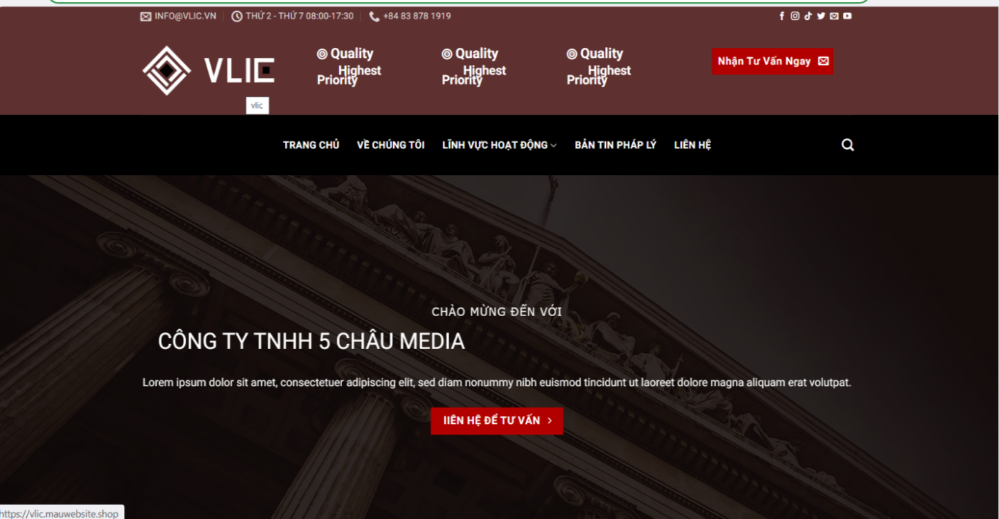 INFO@VLIC.VN THỨ 2 - THỨ 7 08:00-17:30 +84 83 878 1919
VLIC
Quality
Highest
Priority
Quality
Highest
Priority
Quality
Highest
Priority
Nhận Tư Vấn Ngay
vlic
TRANG CHỦ VỀ CHÚNG TÔI LĨNH VỰC HOẠT ĐỘNG BẢN TIN PHÁP LÝ LIÊN HỆ
CHÀO MỪNG ĐẾN VỚI
CÔNG TY TNHH 5 CHÂU MEDIA
Lorem ipsum dolor sit amet, consectetuer adipiscing elit, sed diam nonummy nibh euismod tincidunt ut laoreet dolore magna aliquam erat volutpat.
lIÊN HỆ ĐỂ TƯ VẤN
https://vlic.mauwebsite.shop